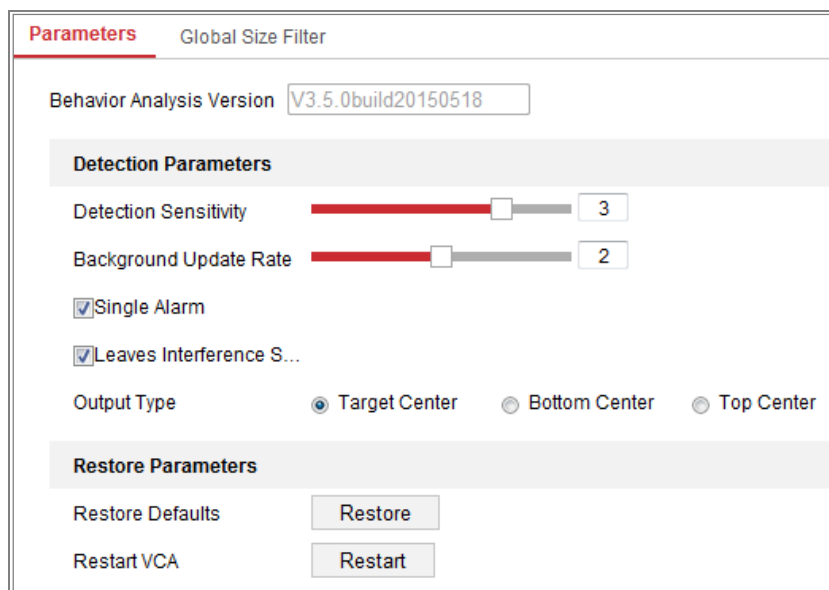 Parameters Global Size Filter
Behavior Analysis Version V3.5.0build20150518
Detection Parameters
Detection Sensitivity 3
Background Update Rate 2
Single Alarm
Leaves Interference S...
Output Type Target Center Bottom Center Top Center
Restore Parameters
Restore Defaults Restore
Restart VCA Restart